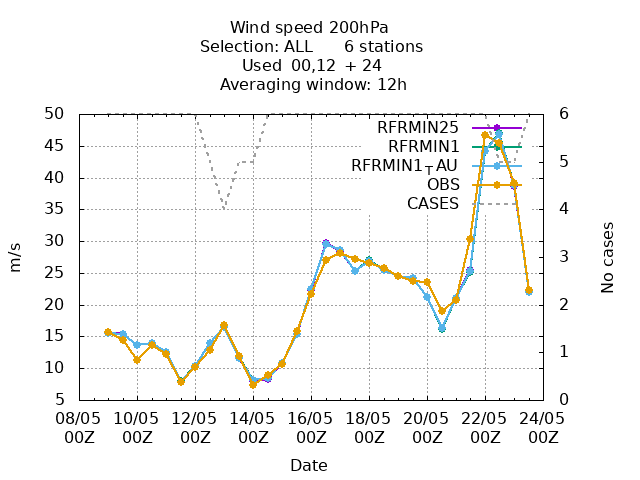 Wind speed 200hPa
Selection: ALL 6 stations
Used 00,12 + 24
Averaging window: 12h
RFRMIN25
RFRMIN1
RFRMIN1_TAU
OBS
CASES
50
45
40
35
30
25
20
15
10
5
m/s
6
5
4
3
2
1
0
No cases
08/05 10/05 12/05 14/05 16/05 18/05 20/05 22/05 24/05
00Z 00Z 00Z 00Z 00Z 00Z 00Z 00Z 00Z
Date